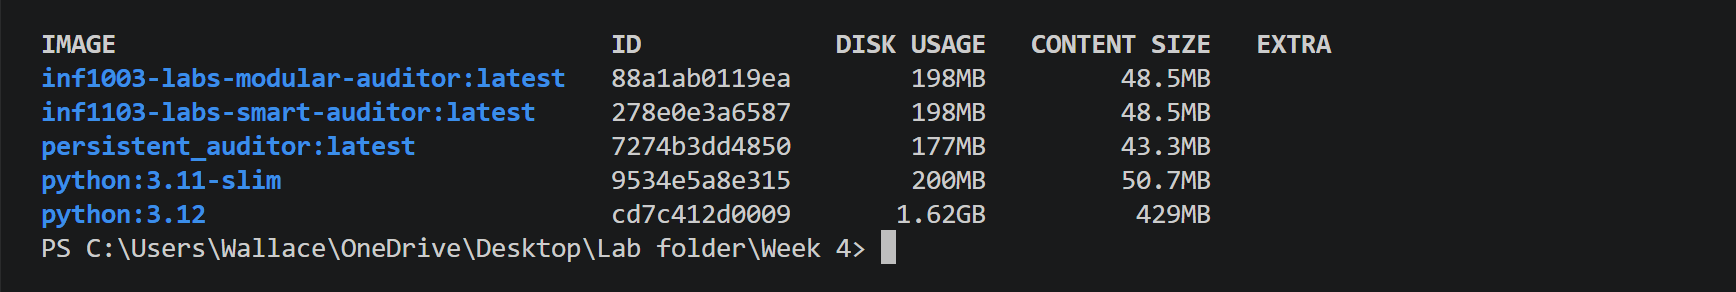 IMAGE ID DISK USAGE CONTENT SIZE EXTRA
inf1003-labs-modular-auditor:latest 88a1ab0119ea 198MB 48.5MB
inf1103-labs-smart-auditor:latest 278e0e3a6587 198MB 48.5MB
persistent_auditor:latest 7274b3dd4850 177MB 43.3MB
python:3.11-slim 9534e5a8e315 200MB 50.7MB
python:3.12 cd7c412d0009 1.62GB 429MB
PS C:\Users\Wallace\OneDrive\Desktop\Lab folder\Week 4>